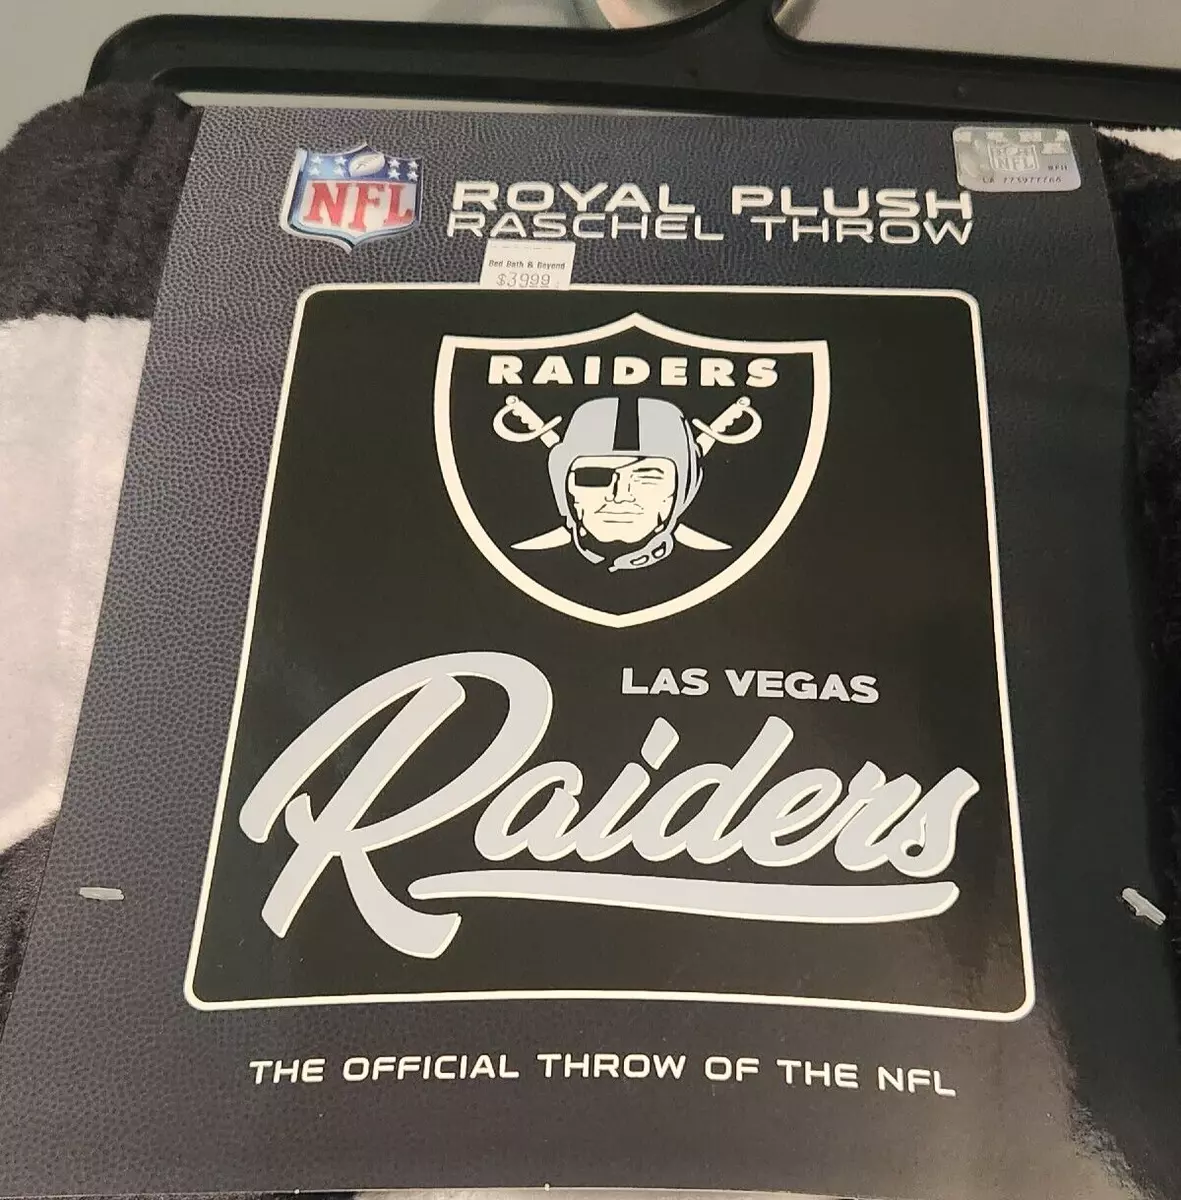 NFL
ROYAL PLUSH
RASCHEL THROW
NFL
Bed Bath & Beyond
$3999
RAIDERS
LAS VEGAS
Raiders
THE OFFICIAL THROW OF THE NFL